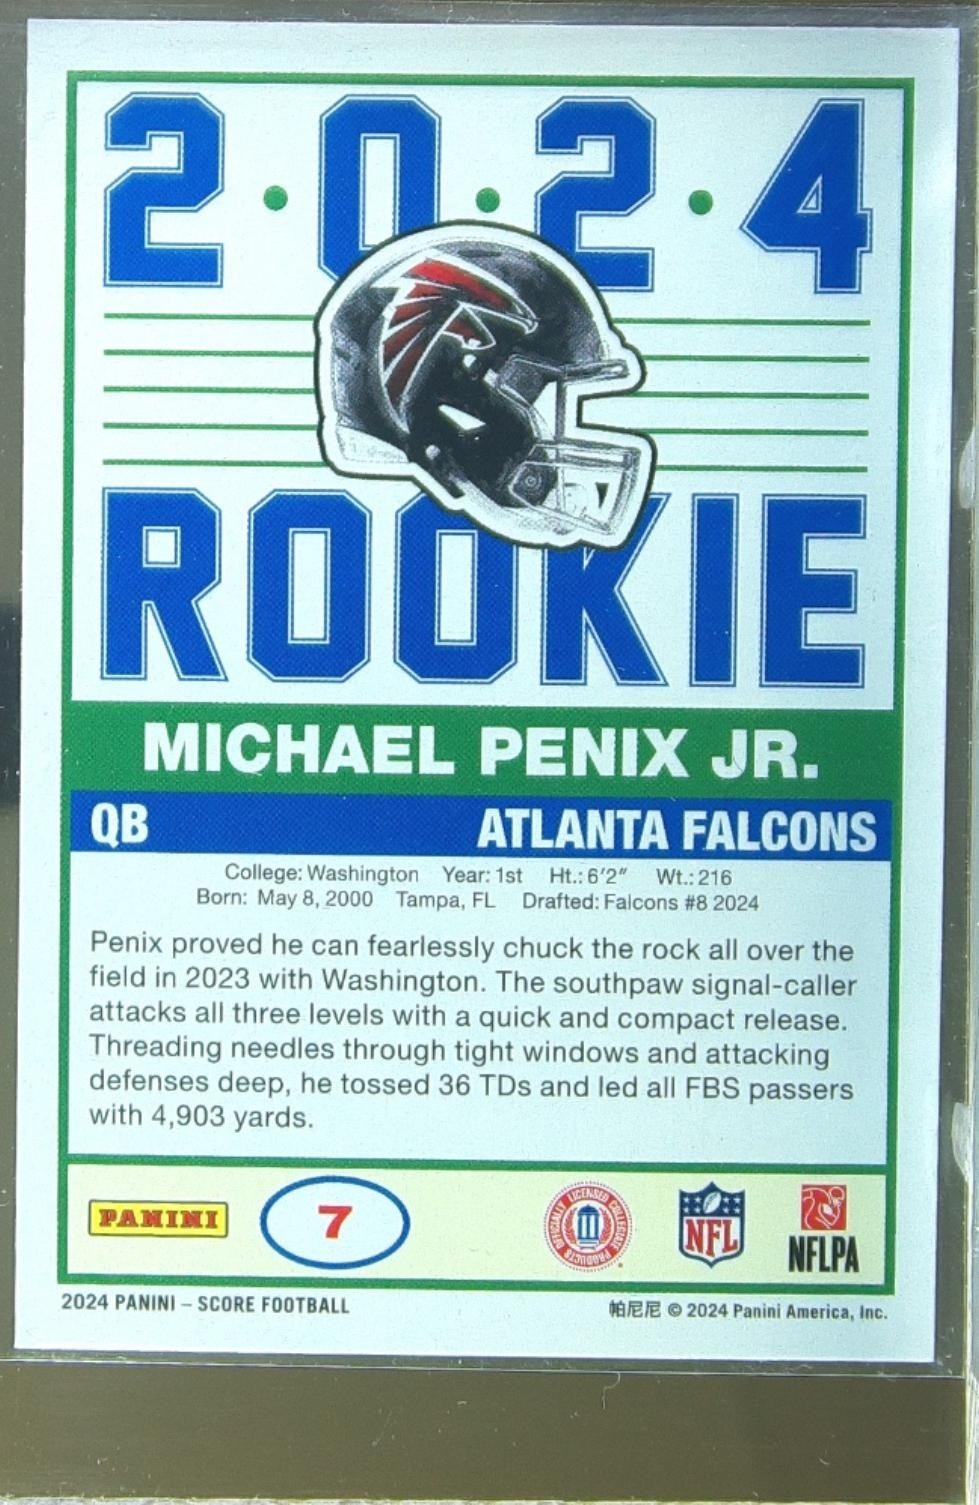 2·0·2·4
ROOKIE
MICHAEL PENIX JR.
QB ATLANTA FALCONS
College: Washington Year: 1st Ht.: 6'2" Wt.: 216
Born: May 8, 2000 Tampa, FL Drafted: Falcons #8 2024
Penix proved he can fearlessly chuck the rock all over the
field in 2023 with Washington. The southpaw signal-caller
attacks all three levels with a quick and compact release.
Threading needles through tight windows and attacking
defenses deep, he tossed 36 TDs and led all FBS passers
with 4,903 yards.
PANINI 7 OFFICIALLY LICENSED COLLEGIATE PRODUCTS NFL NFLPA
2024 PANINI – SCORE FOOTBALL 帕尼尼 © 2024 Panini America, Inc.